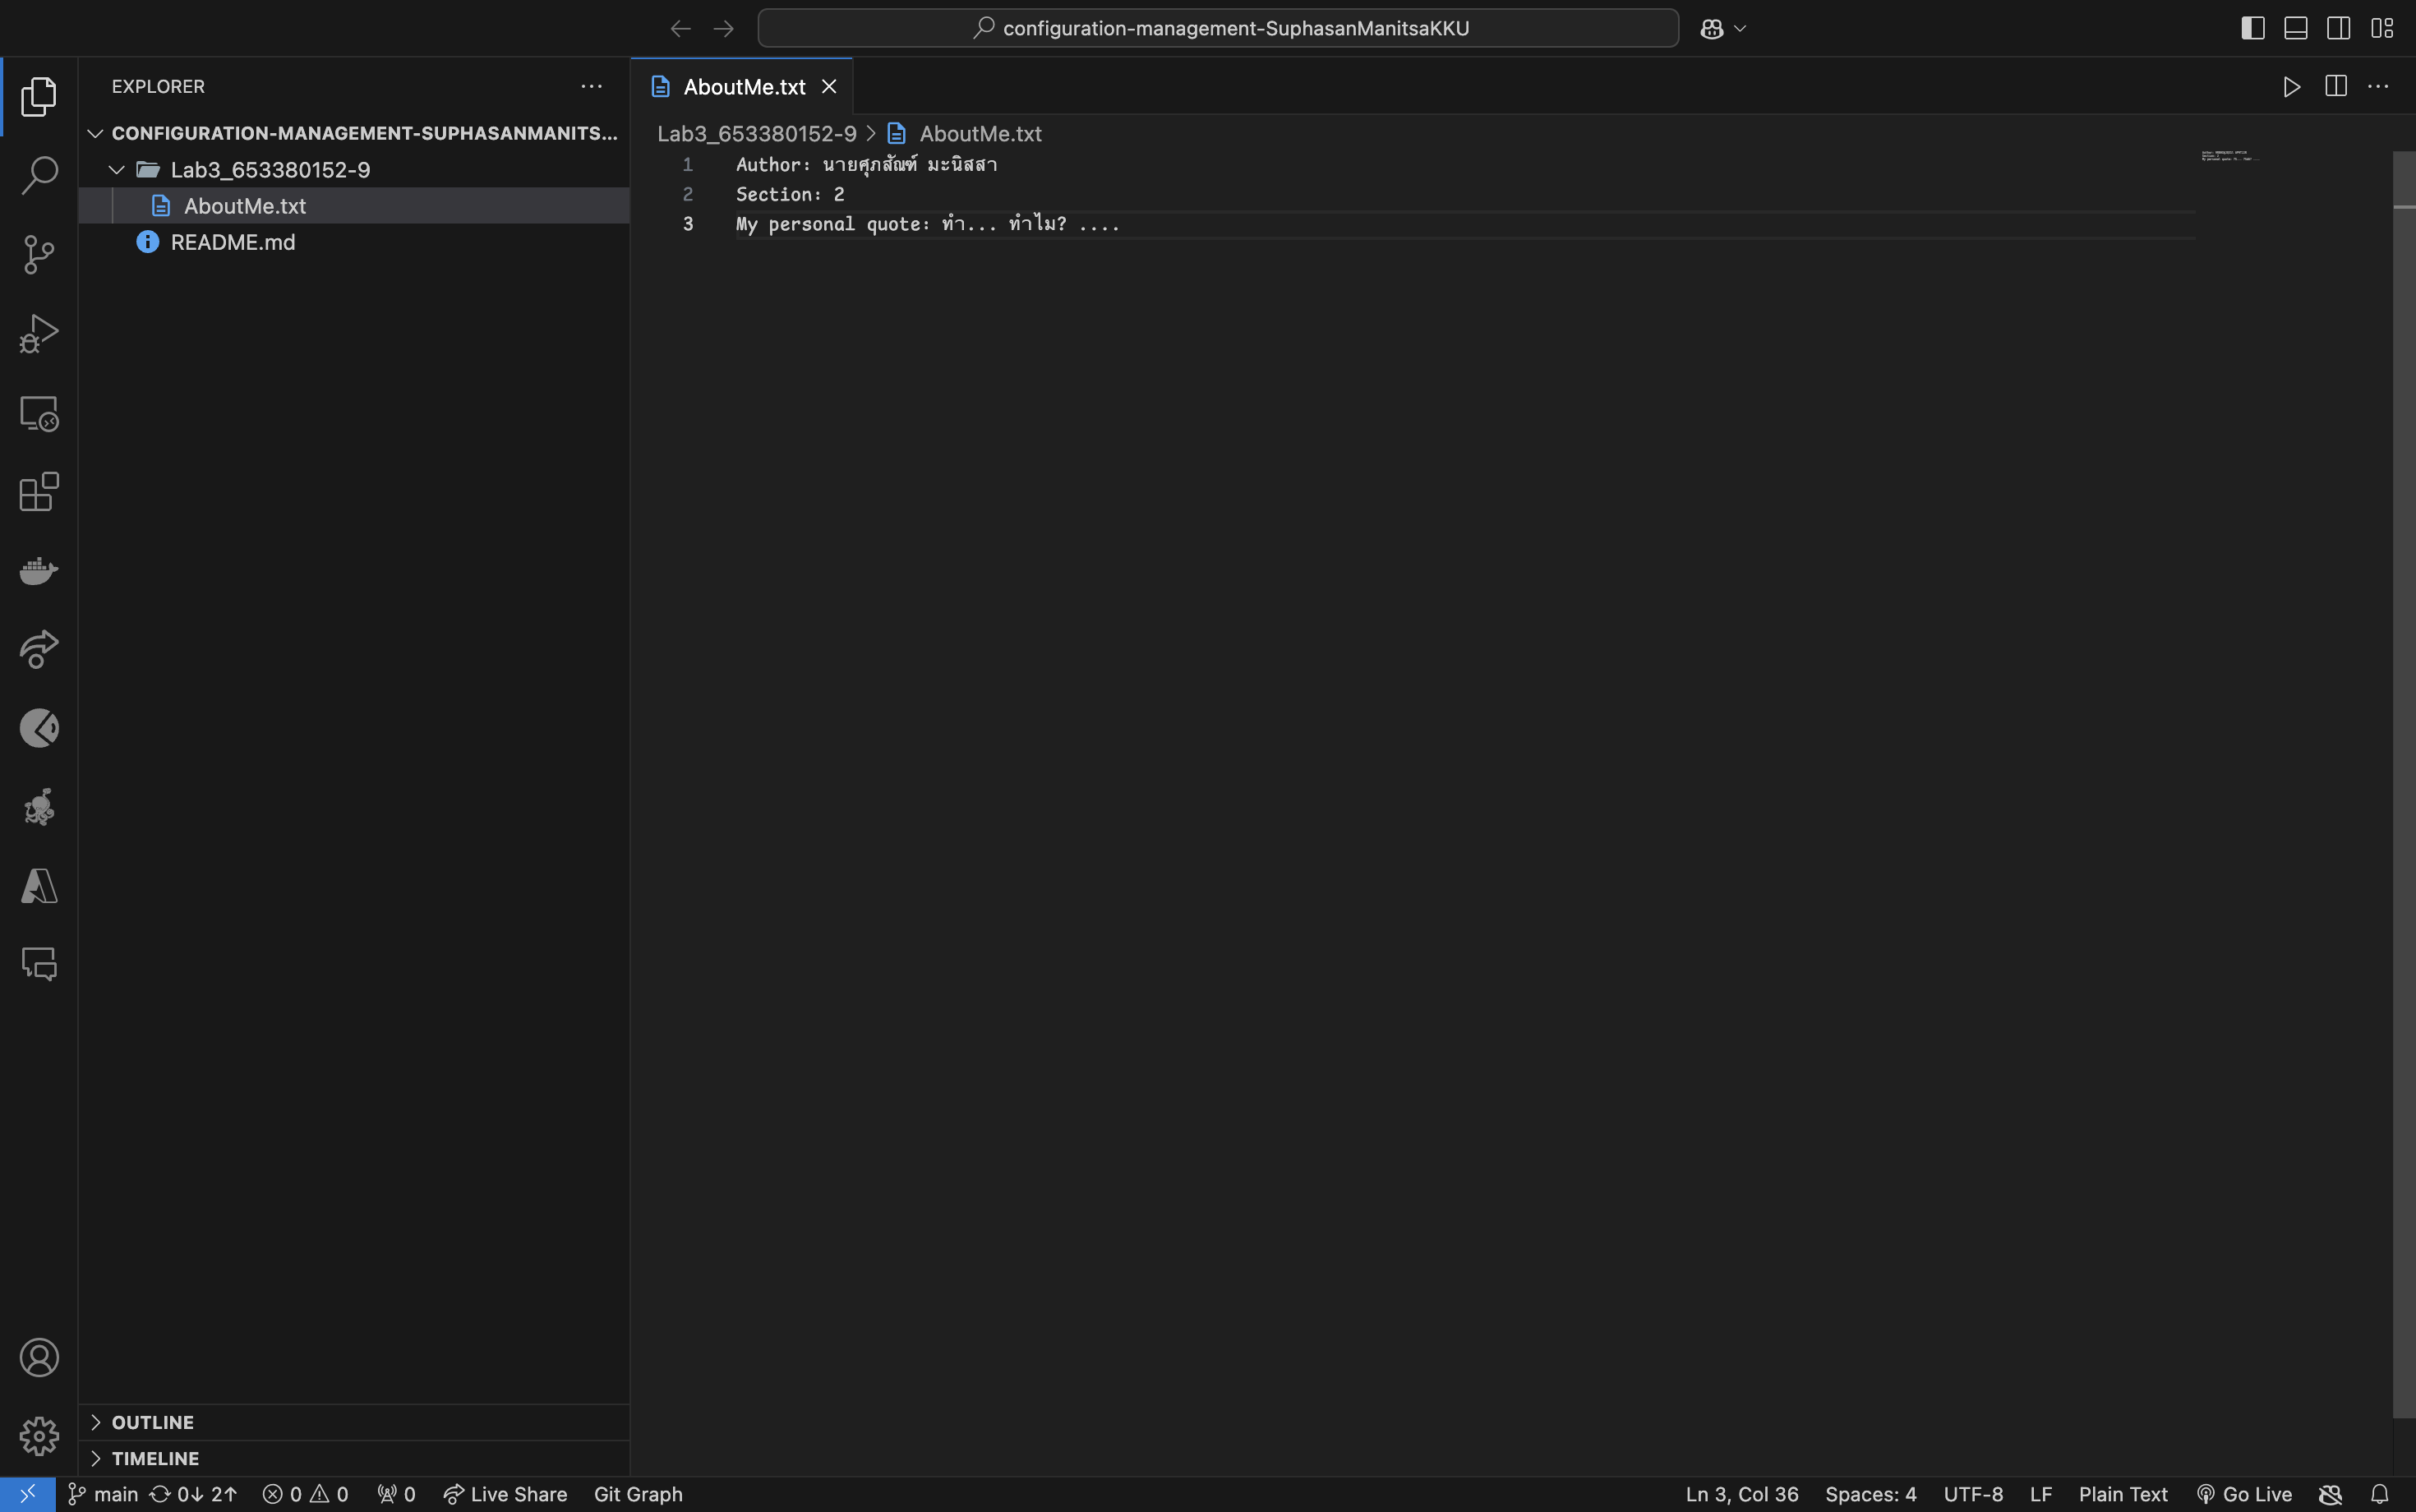 configuration-management-SuphasanManitsaKKU
EXPLORER
AboutMe.txt
CONFIGURATION-MANAGEMENT-SUPHASANMANITS...
Lab3_653380152-9
AboutMe.txt
README.md
Lab3_653380152-9 > AboutMe.txt
1 Author: นายศุภสัณฑ์ มะนิสสา
2 Section: 2
3 My personal quote: ทำ... ทำไม? ....
OUTLINE
TIMELINE
main 0↓ 2↑ 0 0 0 Live Share Git Graph Ln 3, Col 36 Spaces: 4 UTF-8 LF Plain Text Go Live